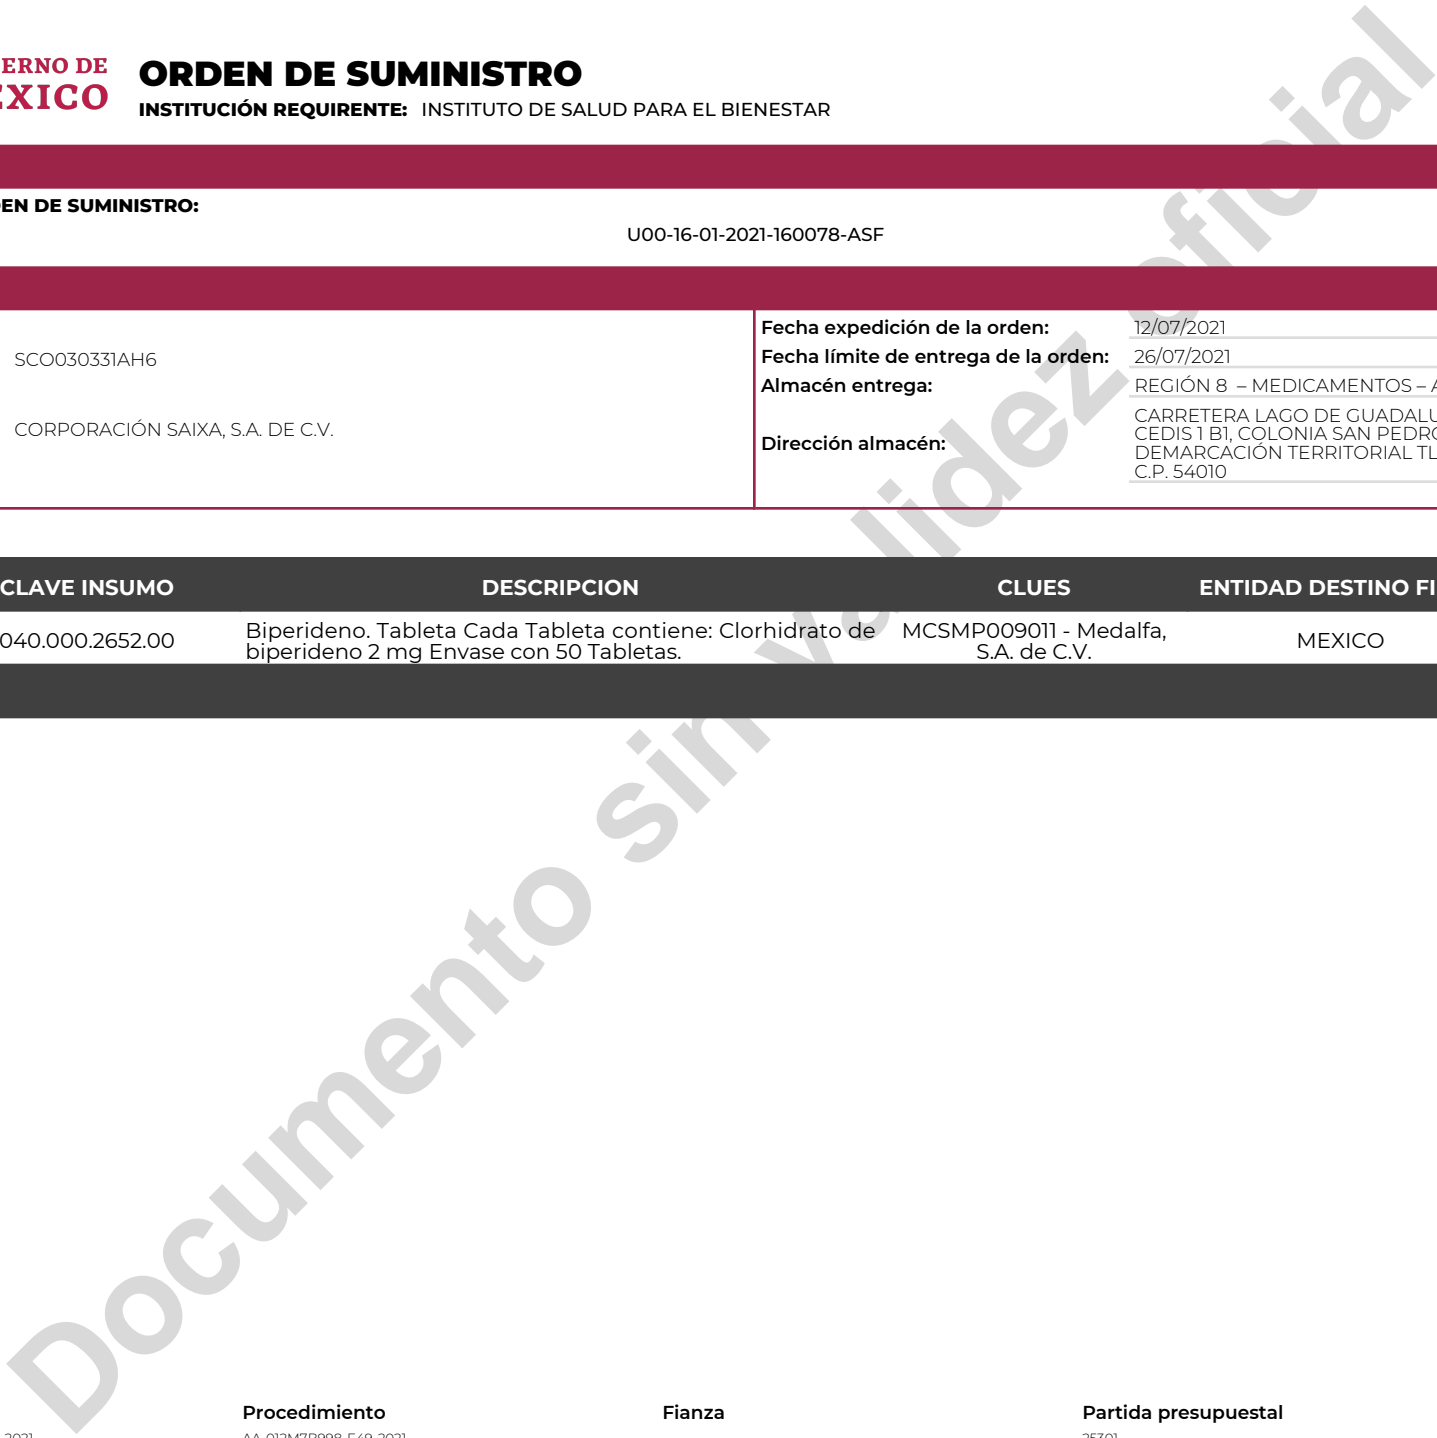 ERNO DE
EXICO
ORDEN DE SUMINISTRO
INSTITUCIÓN REQUIRENTE: INSTITUTO DE SALUD PARA EL BIENESTAR
EN DE SUMINISTRO:
U00-16-01-2021-160078-ASF
SCO030331AH6
CORPORACIÓN SAIXA, S.A. DE C.V.
Fecha expedición de la orden: 12/07/2021
Fecha límite de entrega de la orden: 26/07/2021
Almacén entrega: REGIÓN 8 – MEDICAMENTOS – A
Dirección almacén:
CARRETERA LAGO DE GUADALU
CEDIS 1 B1, COLONIA SAN PEDRO
DEMARCACIÓN TERRITORIAL TL
C.P. 54010
CLAVE INSUMO DESCRIPCION CLUES ENTIDAD DESTINO FI
040.000.2652.00
Biperideno. Tableta Cada Tableta contiene: Clorhidrato de
biperideno 2 mg Envase con 50 Tabletas.
MCSMP009011 - Medalfa,
S.A. de C.V.
MEXICO
Documento sin validez oficial
Procedimiento Fianza Partida presupuestal